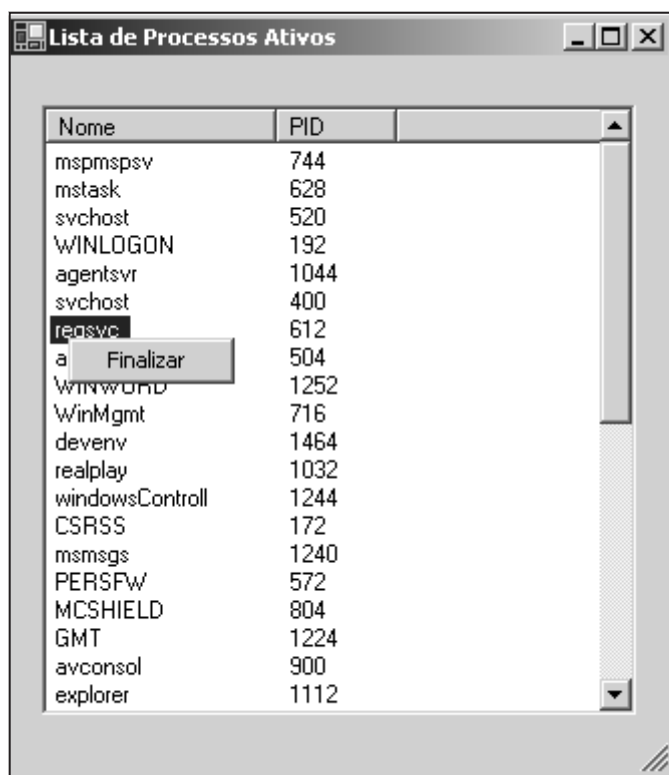 Lista de Processos Ativos
Nome PID
mspmspsv 744
mstask 628
svchost 520
WINLOGON 192
agentsvr 1044
svchost 400
regsvc 612
Finalizar
a 504
WINWORD 1252
WinMgmt 716
devenv 1464
realplay 1032
windowsControll 1244
CSRSS 172
msmsgs 1240
PERSFW 572
MCSHIELD 804
GMT 1224
avconsol 900
explorer 1112